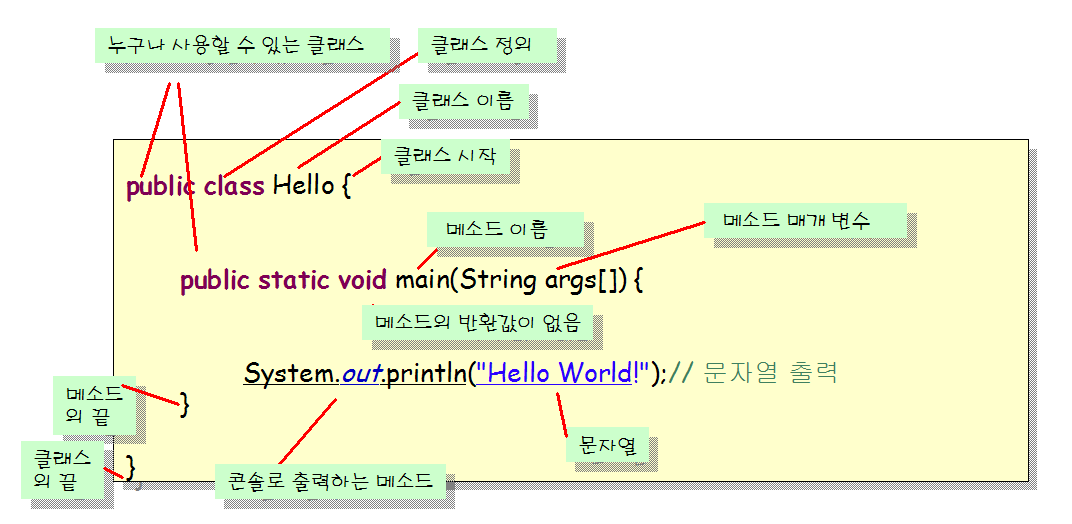 누구나 사용할 수 있는 클래스
클래스 정의
클래스 이름
클래스 시작
public class Hello {
메소드 이름
메소드 매개 변수
public static void main(String args[]) {
메소드의 반환값이 없음
System.out.println("Hello World!");// 문자열 출력
메소드
의 끝
}
문자열
클래스
의 끝
}
콘솔로 출력하는 메소드